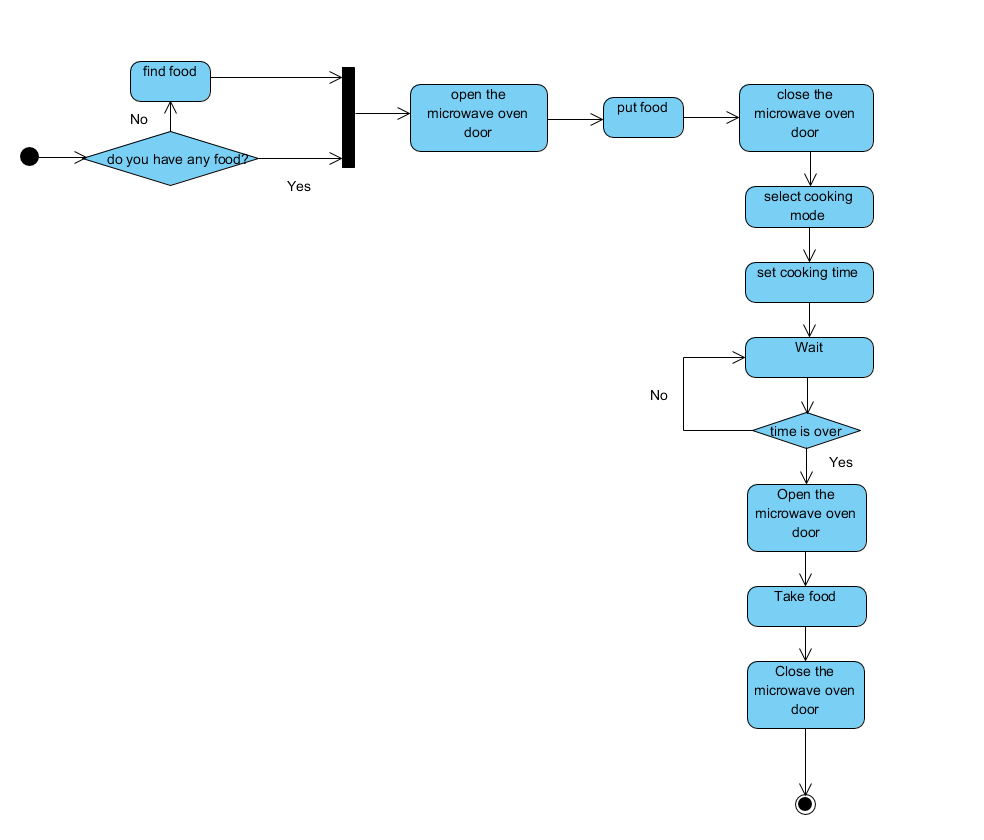 find food
No
do you have any food?
Yes
open the
microwave oven
door
put food
close the
microwave oven
door
select cooking
mode
set cooking time
Wait
No
time is over
Yes
Open the
microwave oven
door
Take food
Close the
microwave oven
door